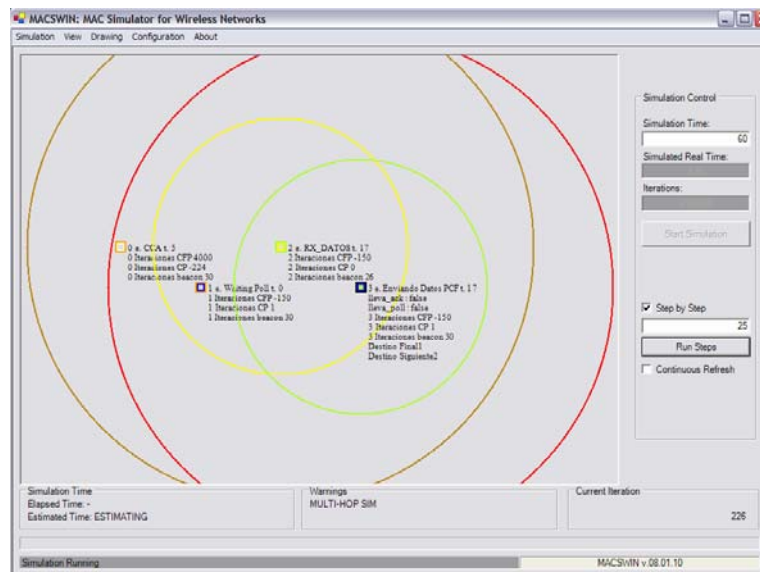 MACSWIN: MAC Simulator for Wireless Networks
Simulation View Drawing Configuration About
0 e. CCA t. 5
0 Iteraciones CFP 4000
0 Iteraciones CP -224
0 Iteraciones beacon 30
2 e. RX_DATOS t. 17
2 Iteraciones CFP -150
2 Iteraciones CP 0
2 Iteraciones beacon 26
1 e. Waiting Poll t. 0
1 Iteraciones CFP -150
1 Iteraciones CP 1
1 Iteraciones beacon 30
3 e. Enviando Datos PCF t. 17
lleva_ack : false
lleva_poll : false
3 Iteraciones CFP -150
3 Iteraciones CP 1
3 Iteraciones beacon 30
Destino Final1
Destino Siguiente2
Simulation Control
Simulation Time:
60
Simulated Real Time:
Iterations:
Start Simulation
Step by Step
25
Run Steps
Continuous Refresh
Simulation Time
Elapsed Time: -
Estimated Time: ESTIMATING
Warnings
MULTI-HOP SIM
Current Iteration
226
Simulation Running
MACSWIN v.08.01.10